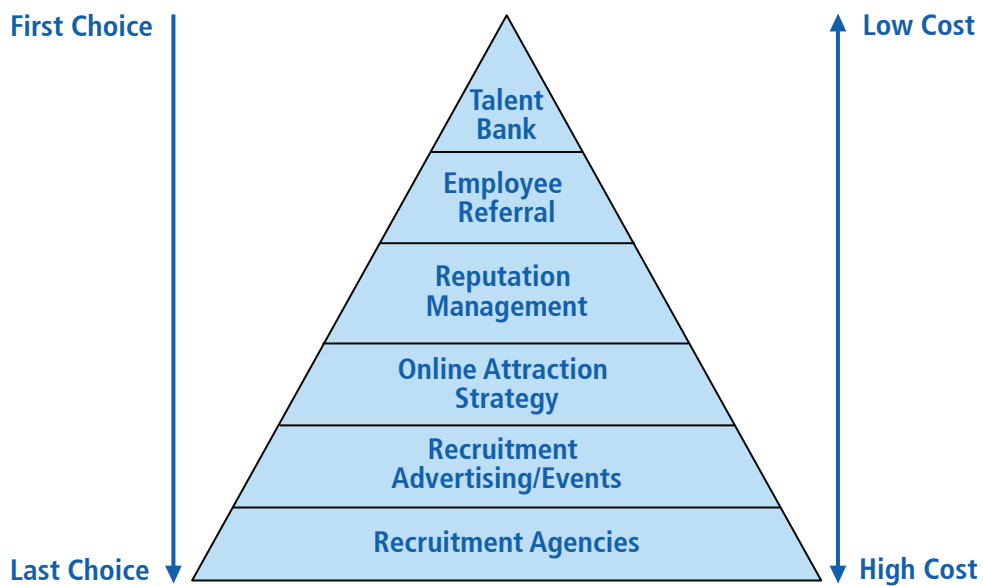 First Choice
Low Cost
Talent
Bank
Employee
Referral
Reputation
Management
Online Attraction
Strategy
Recruitment
Advertising/Events
Recruitment Agencies
Last Choice
High Cost